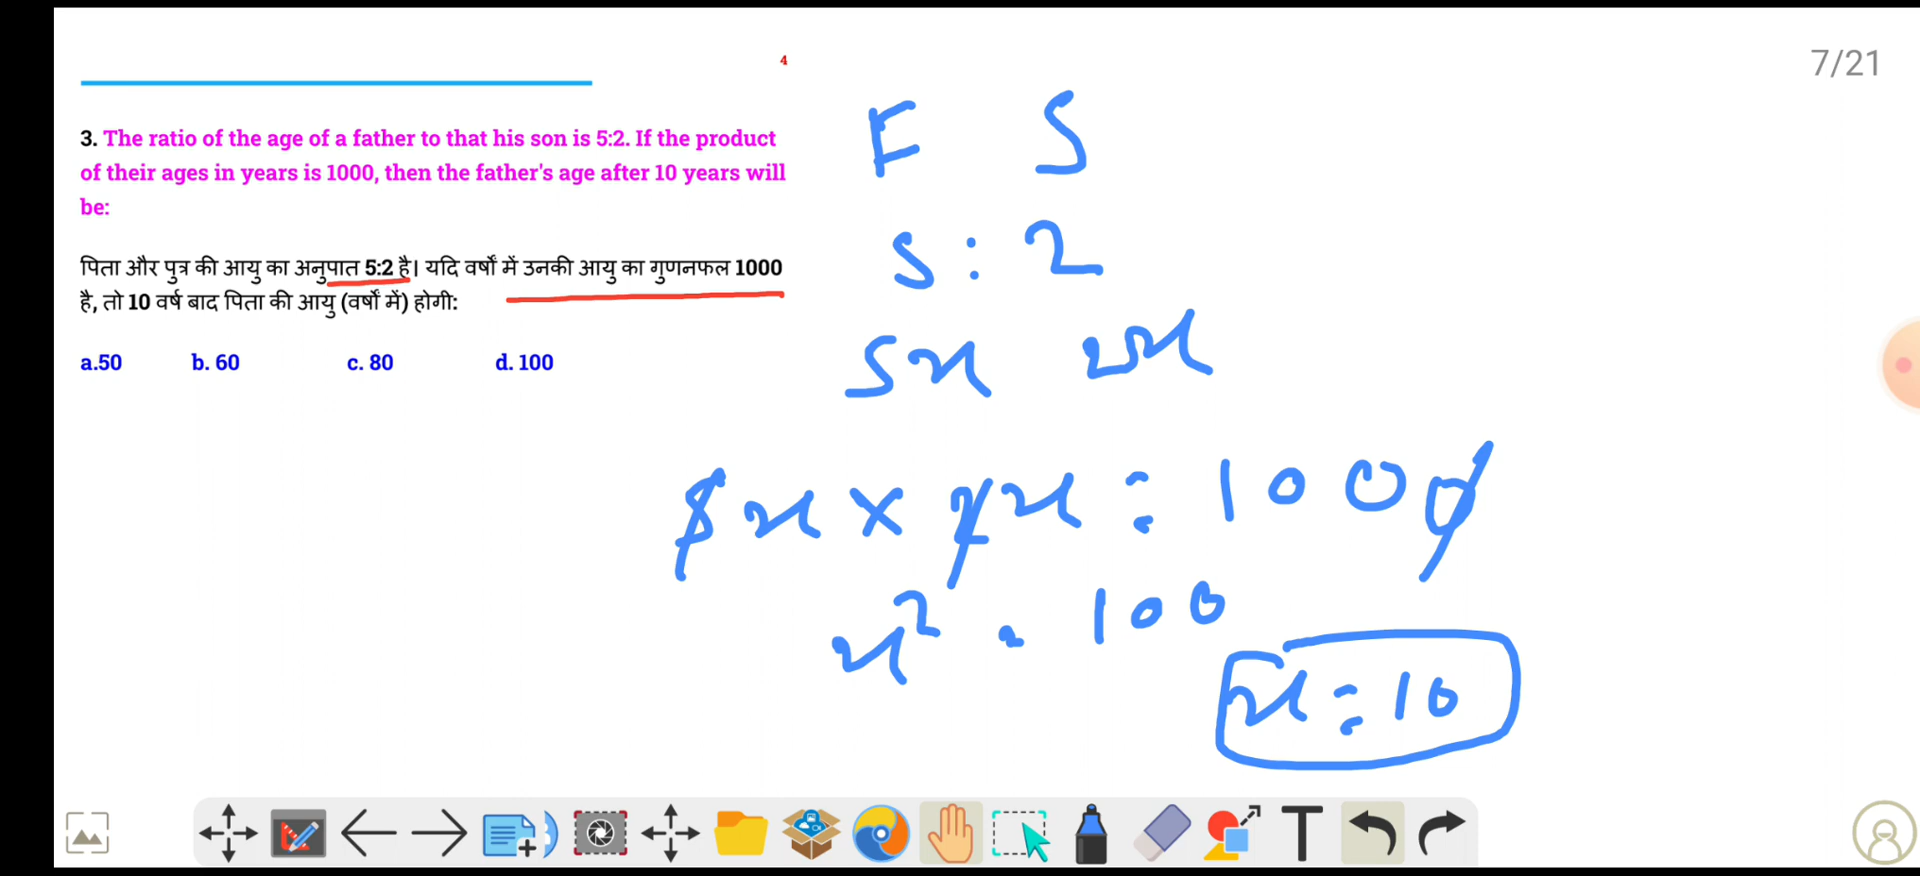 4
7/21
3. The ratio of the age of a father to that his son is 5:2. If the product
of their ages in years is 1000, then the father's age after 10 years will
be:
पिता और पुत्र की आयु का अनुपात 5:2 है। यदि वर्षों में उनकी आयु का गुणनफल 1000
है, तो 10 वर्ष बाद पिता की आयु (वर्षों में) होगी:
a.50 b. 60 c. 80 d. 100
F S
5 : 2
5x 2x
5x × 2x = 1000
x² = 100
x = 10
T